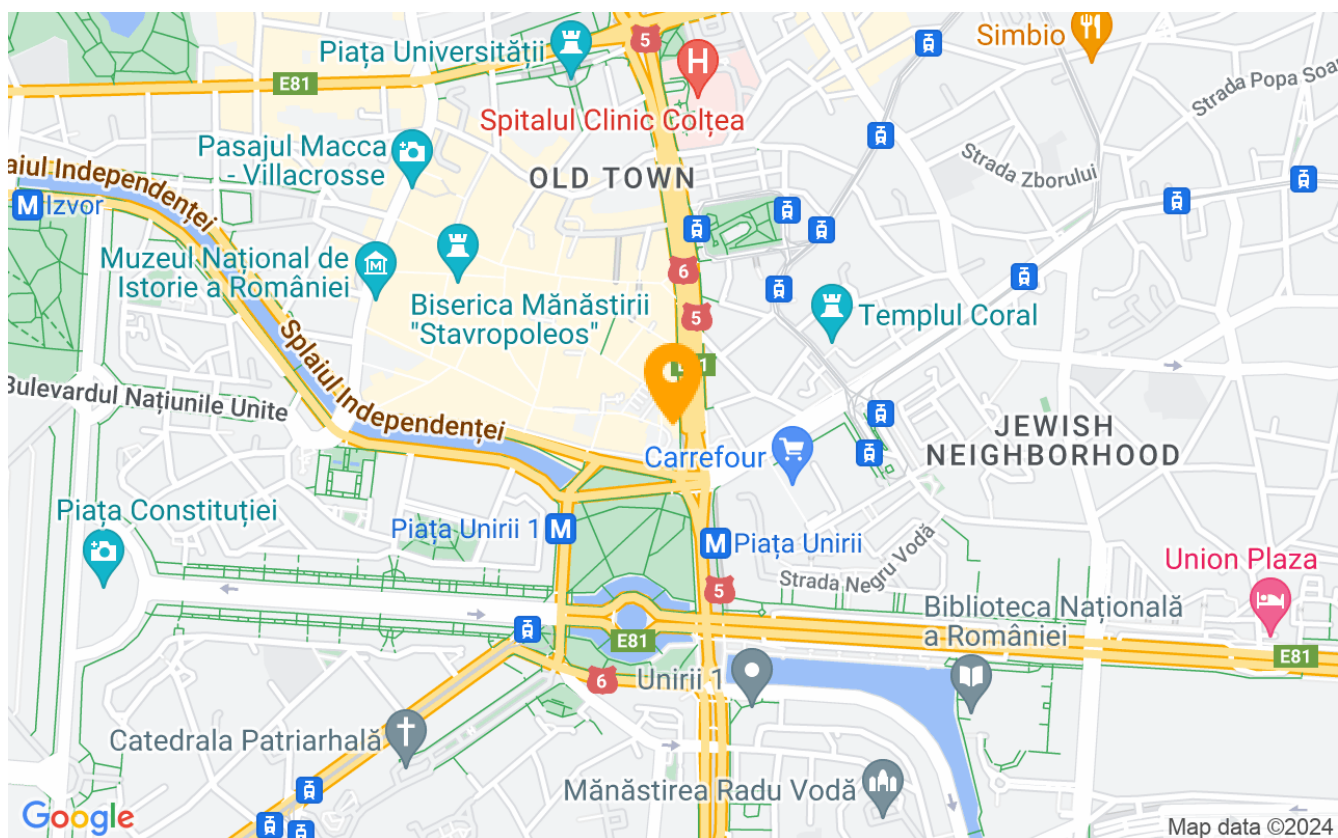 Piața Universității
5
H
Spitalul Clinic Colțea
Simbio
Strada Popa Soar
E81
Pasajul Macca
- Villacrosse
OLD TOWN
Strada Zborului
aiul Independenței
M Izvor
Muzeul Național de
Istorie a României
Biserica Mănăstirii
"Stavropoleos"
6
5
Templul Coral
Splaiul Independenței
Bulevardul Națiunile Unite
JEWISH
NEIGHBORHOOD
Carrefour
Piața Constituției
Piața Unirii 1 M
M Piața Unirii
Strada Negru Vodă
Union Plaza
5
Biblioteca Națională
a României
E81
E81
6
Unirii 1
Catedrala Patriarhală
Mănăstirea Radu Vodă
Google
Map data ©2024